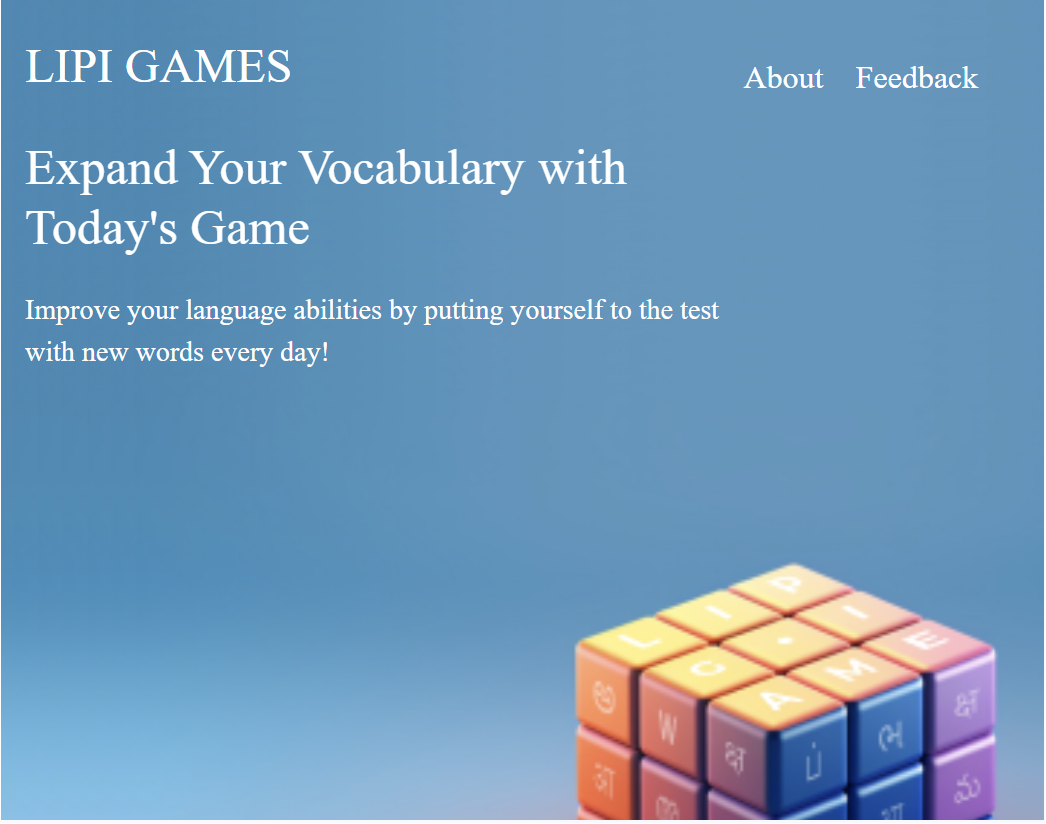 LIPI GAMES
About Feedback
Expand Your Vocabulary with
Today's Game
Improve your language abilities by putting yourself to the test
with new words every day!
L I P
G • I
A M E
W క్ష ப் ക്ഷ
भ
आ మ